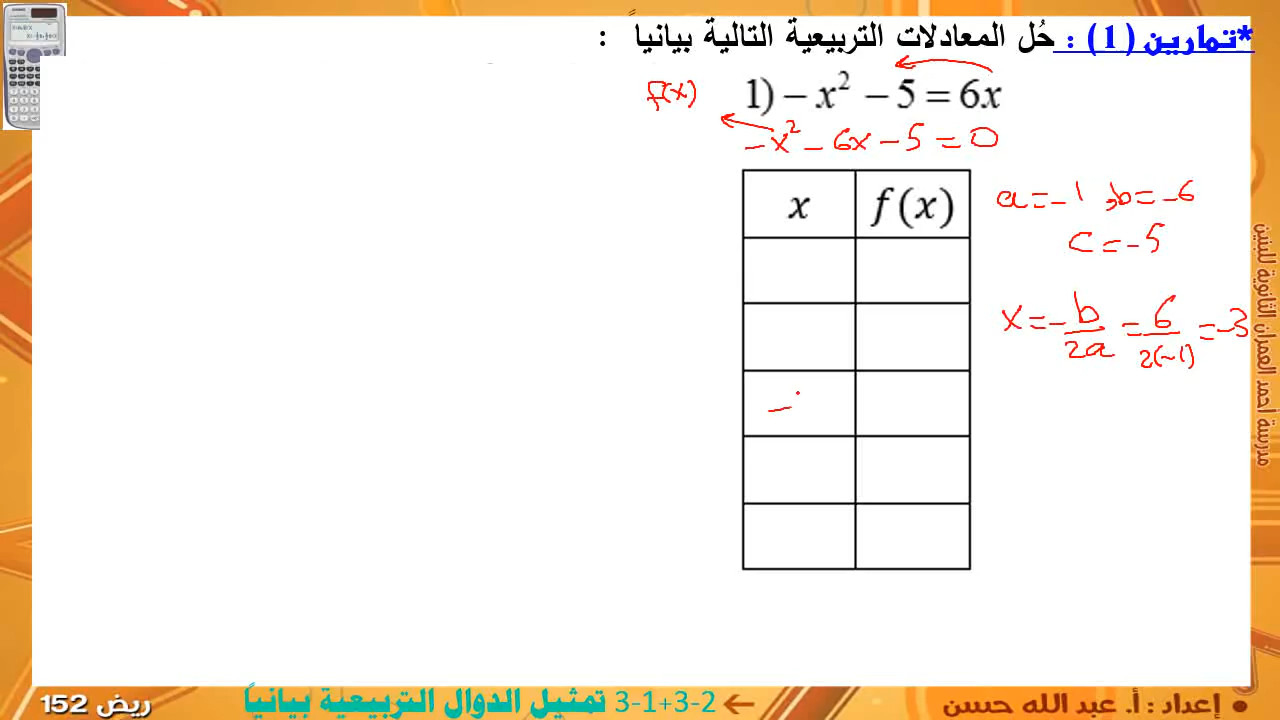 *تمارين (1) : حُل المعادلات التربيعية التالية بيانياً :
f(x)
1) − x² − 5 = 6x
−x² − 6x − 5 = 0
x f(x)
a = −1 , b = −6
c = −5
x = −b/2a = 6/2(−1) = −3
−
مدرسة أحمد العمران الثانوية للبنين
إعداد : أ. عبد الله حسن
← 3-1+3-2 تمثيل الدوال التربيعية بيانياً
ريض 152